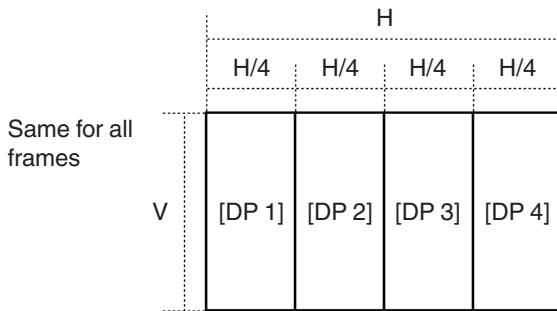 H
H/4 H/4 H/4 H/4
Same for all
frames
V [DP 1] [DP 2] [DP 3] [DP 4]